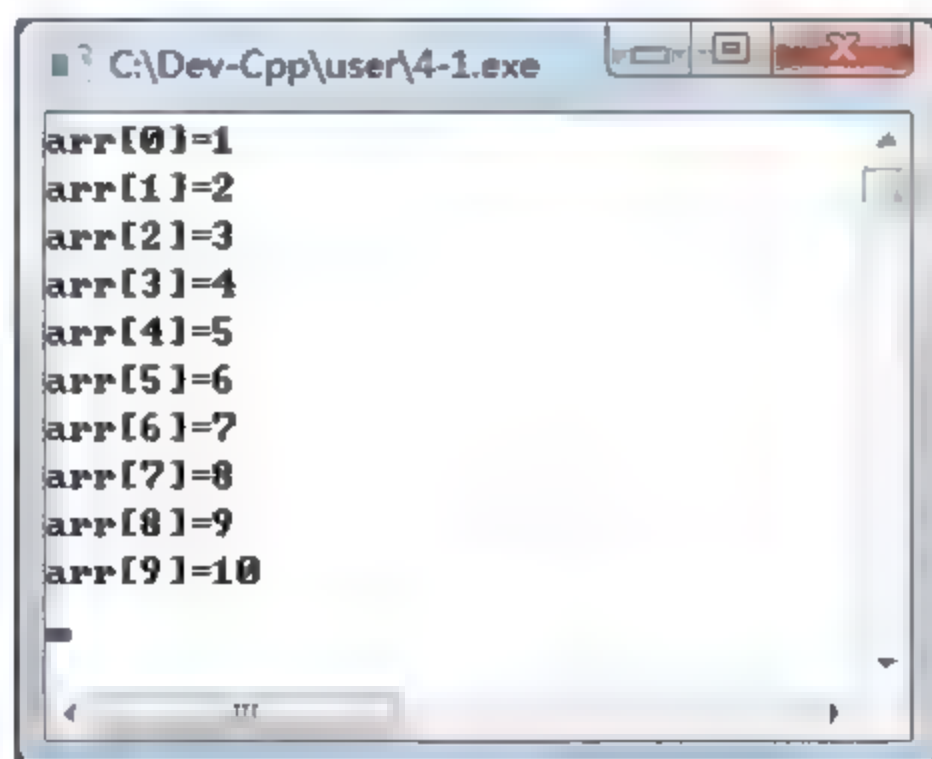 C:\Dev-Cpp\user\4-1.exe
arr[0]=1
arr[1]=2
arr[2]=3
arr[3]=4
arr[4]=5
arr[5]=6
arr[6]=7
arr[7]=8
arr[8]=9
arr[9]=10